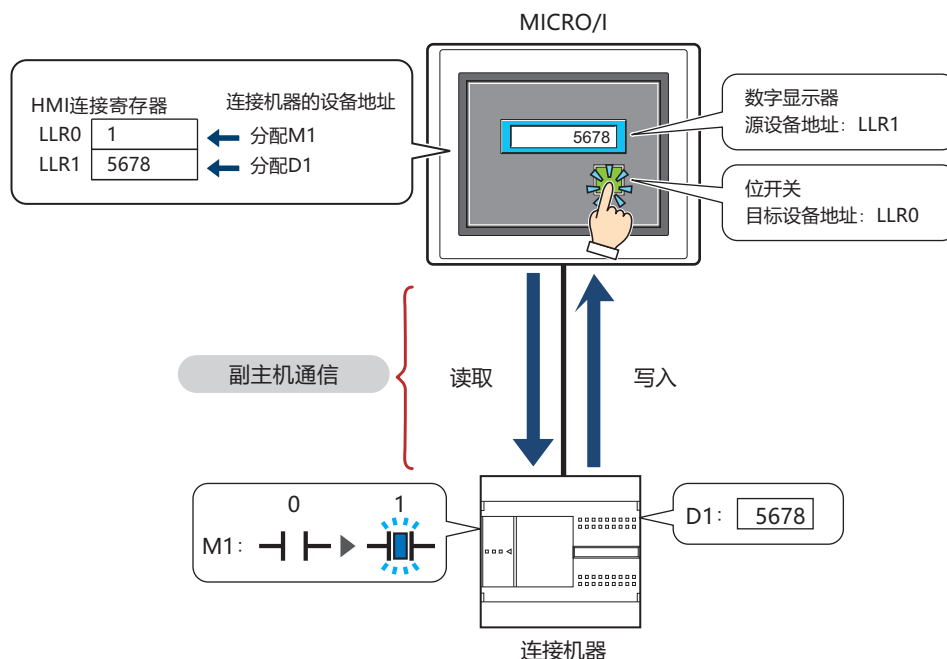 MICRO/I
HMI连接寄存器 连接机器的设备地址
LLR0 1 分配M1
LLR1 5678 分配D1
5678
数字显示器
源设备地址：LLR1
位开关
目标设备地址：LLR0
副主机通信
读取
写入
0 1
M1：
D1： 5678
连接机器